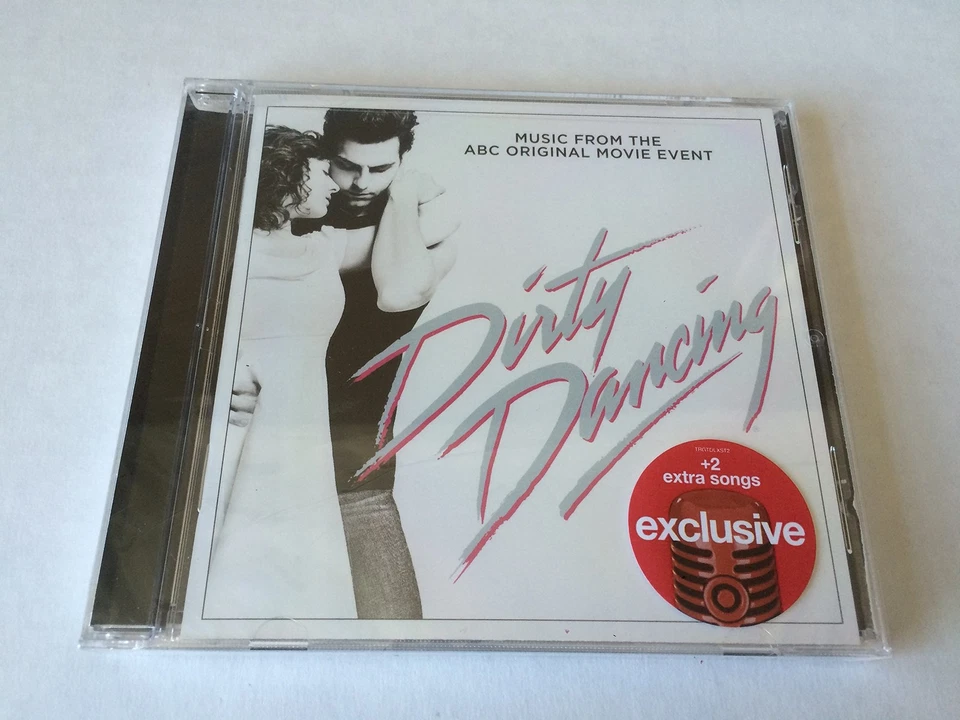 MUSIC FROM THE
ABC ORIGINAL MOVIE EVENT
Dirty
Dancing
+2
extra songs
exclusive